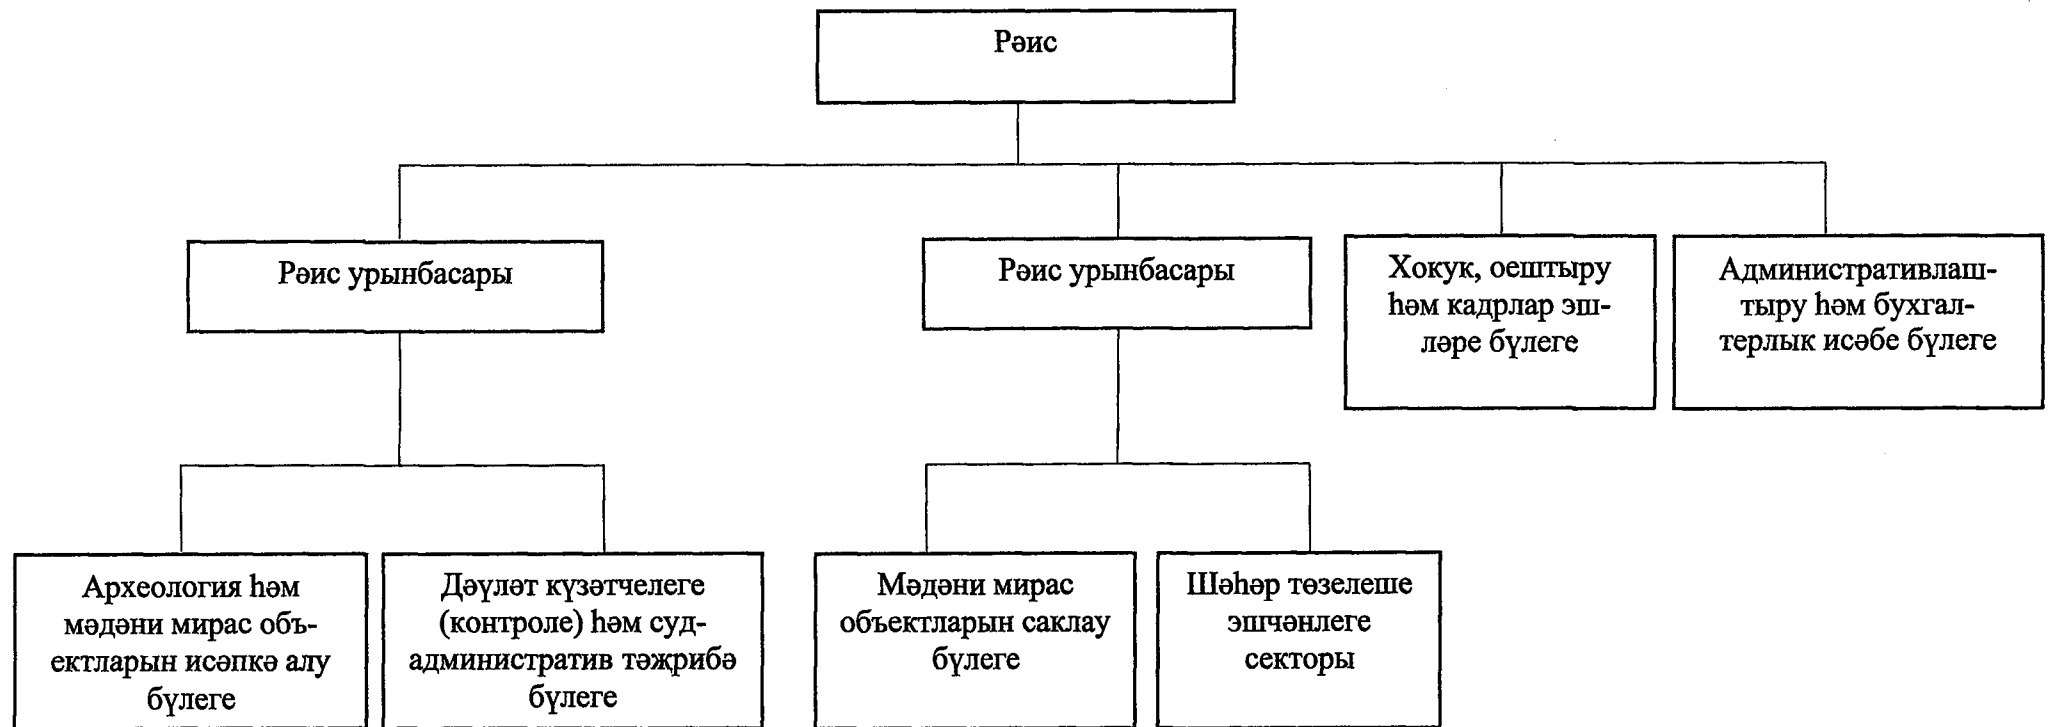 Рәис
Рәис урынбасары
Рәис урынбасары
Хокук, оештыру
һәм кадрлар эш-
ләре бүлеге
Административлаш-
тыру һәм бухгал-
терлык исәбе бүлеге
Археология һәм
мәдәни мирас объ-
ектларын исәпкә алу
бүлеге
Дәүләт күзәтчелеге
(контроле) һәм суд-
административ тәҗрибә
бүлеге
Мәдәни мирас
объектларын саклау
бүлеге
Шәһәр төзелеше
эшчәнлеге
секторы